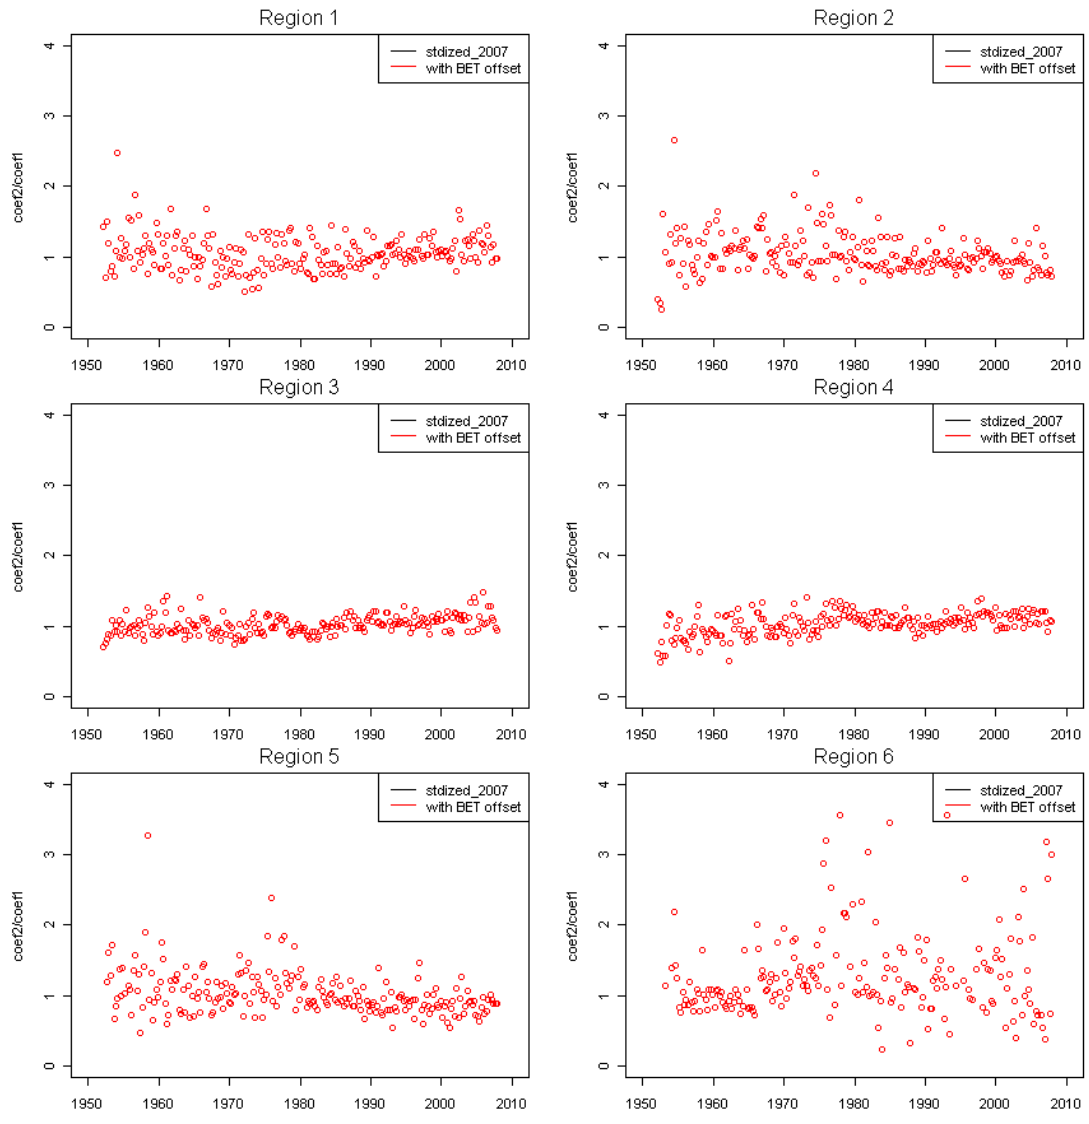 Region 1
4
3
2
1
0
coef2/coef1
stdized_2007
with BET offset
1950 1960 1970 1980 1990 2000 2010
Region 2
4
3
2
1
0
coef2/coef1
stdized_2007
with BET offset
1950 1960 1970 1980 1990 2000 2010
Region 3
4
3
2
1
0
coef2/coef1
stdized_2007
with BET offset
1950 1960 1970 1980 1990 2000 2010
Region 4
4
3
2
1
0
coef2/coef1
stdized_2007
with BET offset
1950 1960 1970 1980 1990 2000 2010
Region 5
4
3
2
1
0
coef2/coef1
stdized_2007
with BET offset
1950 1960 1970 1980 1990 2000 2010
Region 6
4
3
2
1
0
coef2/coef1
stdized_2007
with BET offset
1950 1960 1970 1980 1990 2000 2010